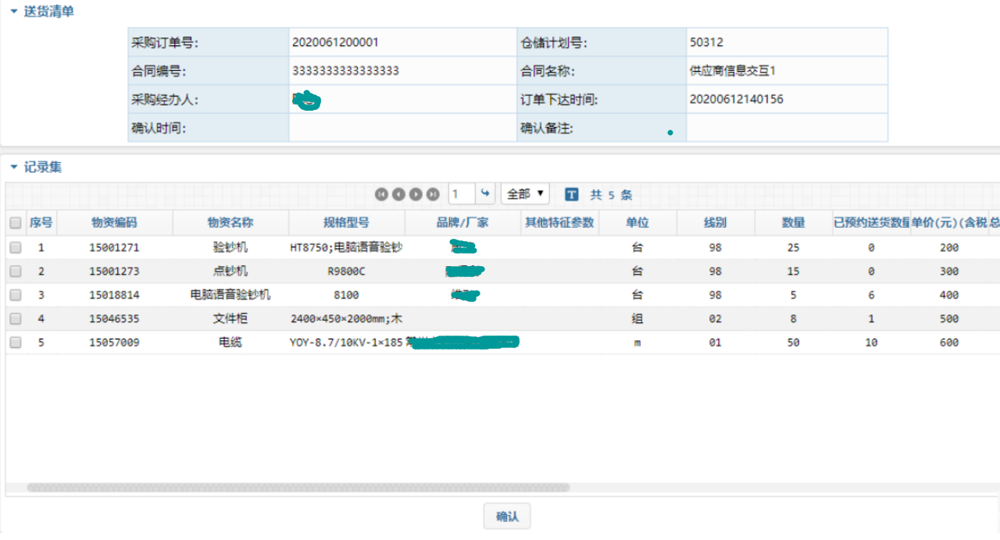 送货清单
采购订单号: 2020061200001 仓储计划号: 50312
合同编号: 3333333333333333 合同名称: 供应商信息交互1
采购经办人: 订单下达时间: 20200612140156
确认时间: 确认备注:
记录集
1 全部 T 共 5 条
序号 物资编码 物资名称 规格型号 品牌/厂家 其他特征参数 单位 线别 数量 已预约送货数量 单价(元)(含税 总
1 15001271 验钞机 HT8750;电脑语音验钞 台 98 25 0 200
2 15001273 点钞机 R9800C 台 98 15 0 300
3 15018814 电脑语音验钞机 8100 台 98 5 6 400
4 15046535 文件柜 2400×450×2000mm;木 组 02 8 1 500
5 15057009 电缆 YOY-8.7/10KV-1×185 m 01 50 10 600
确认